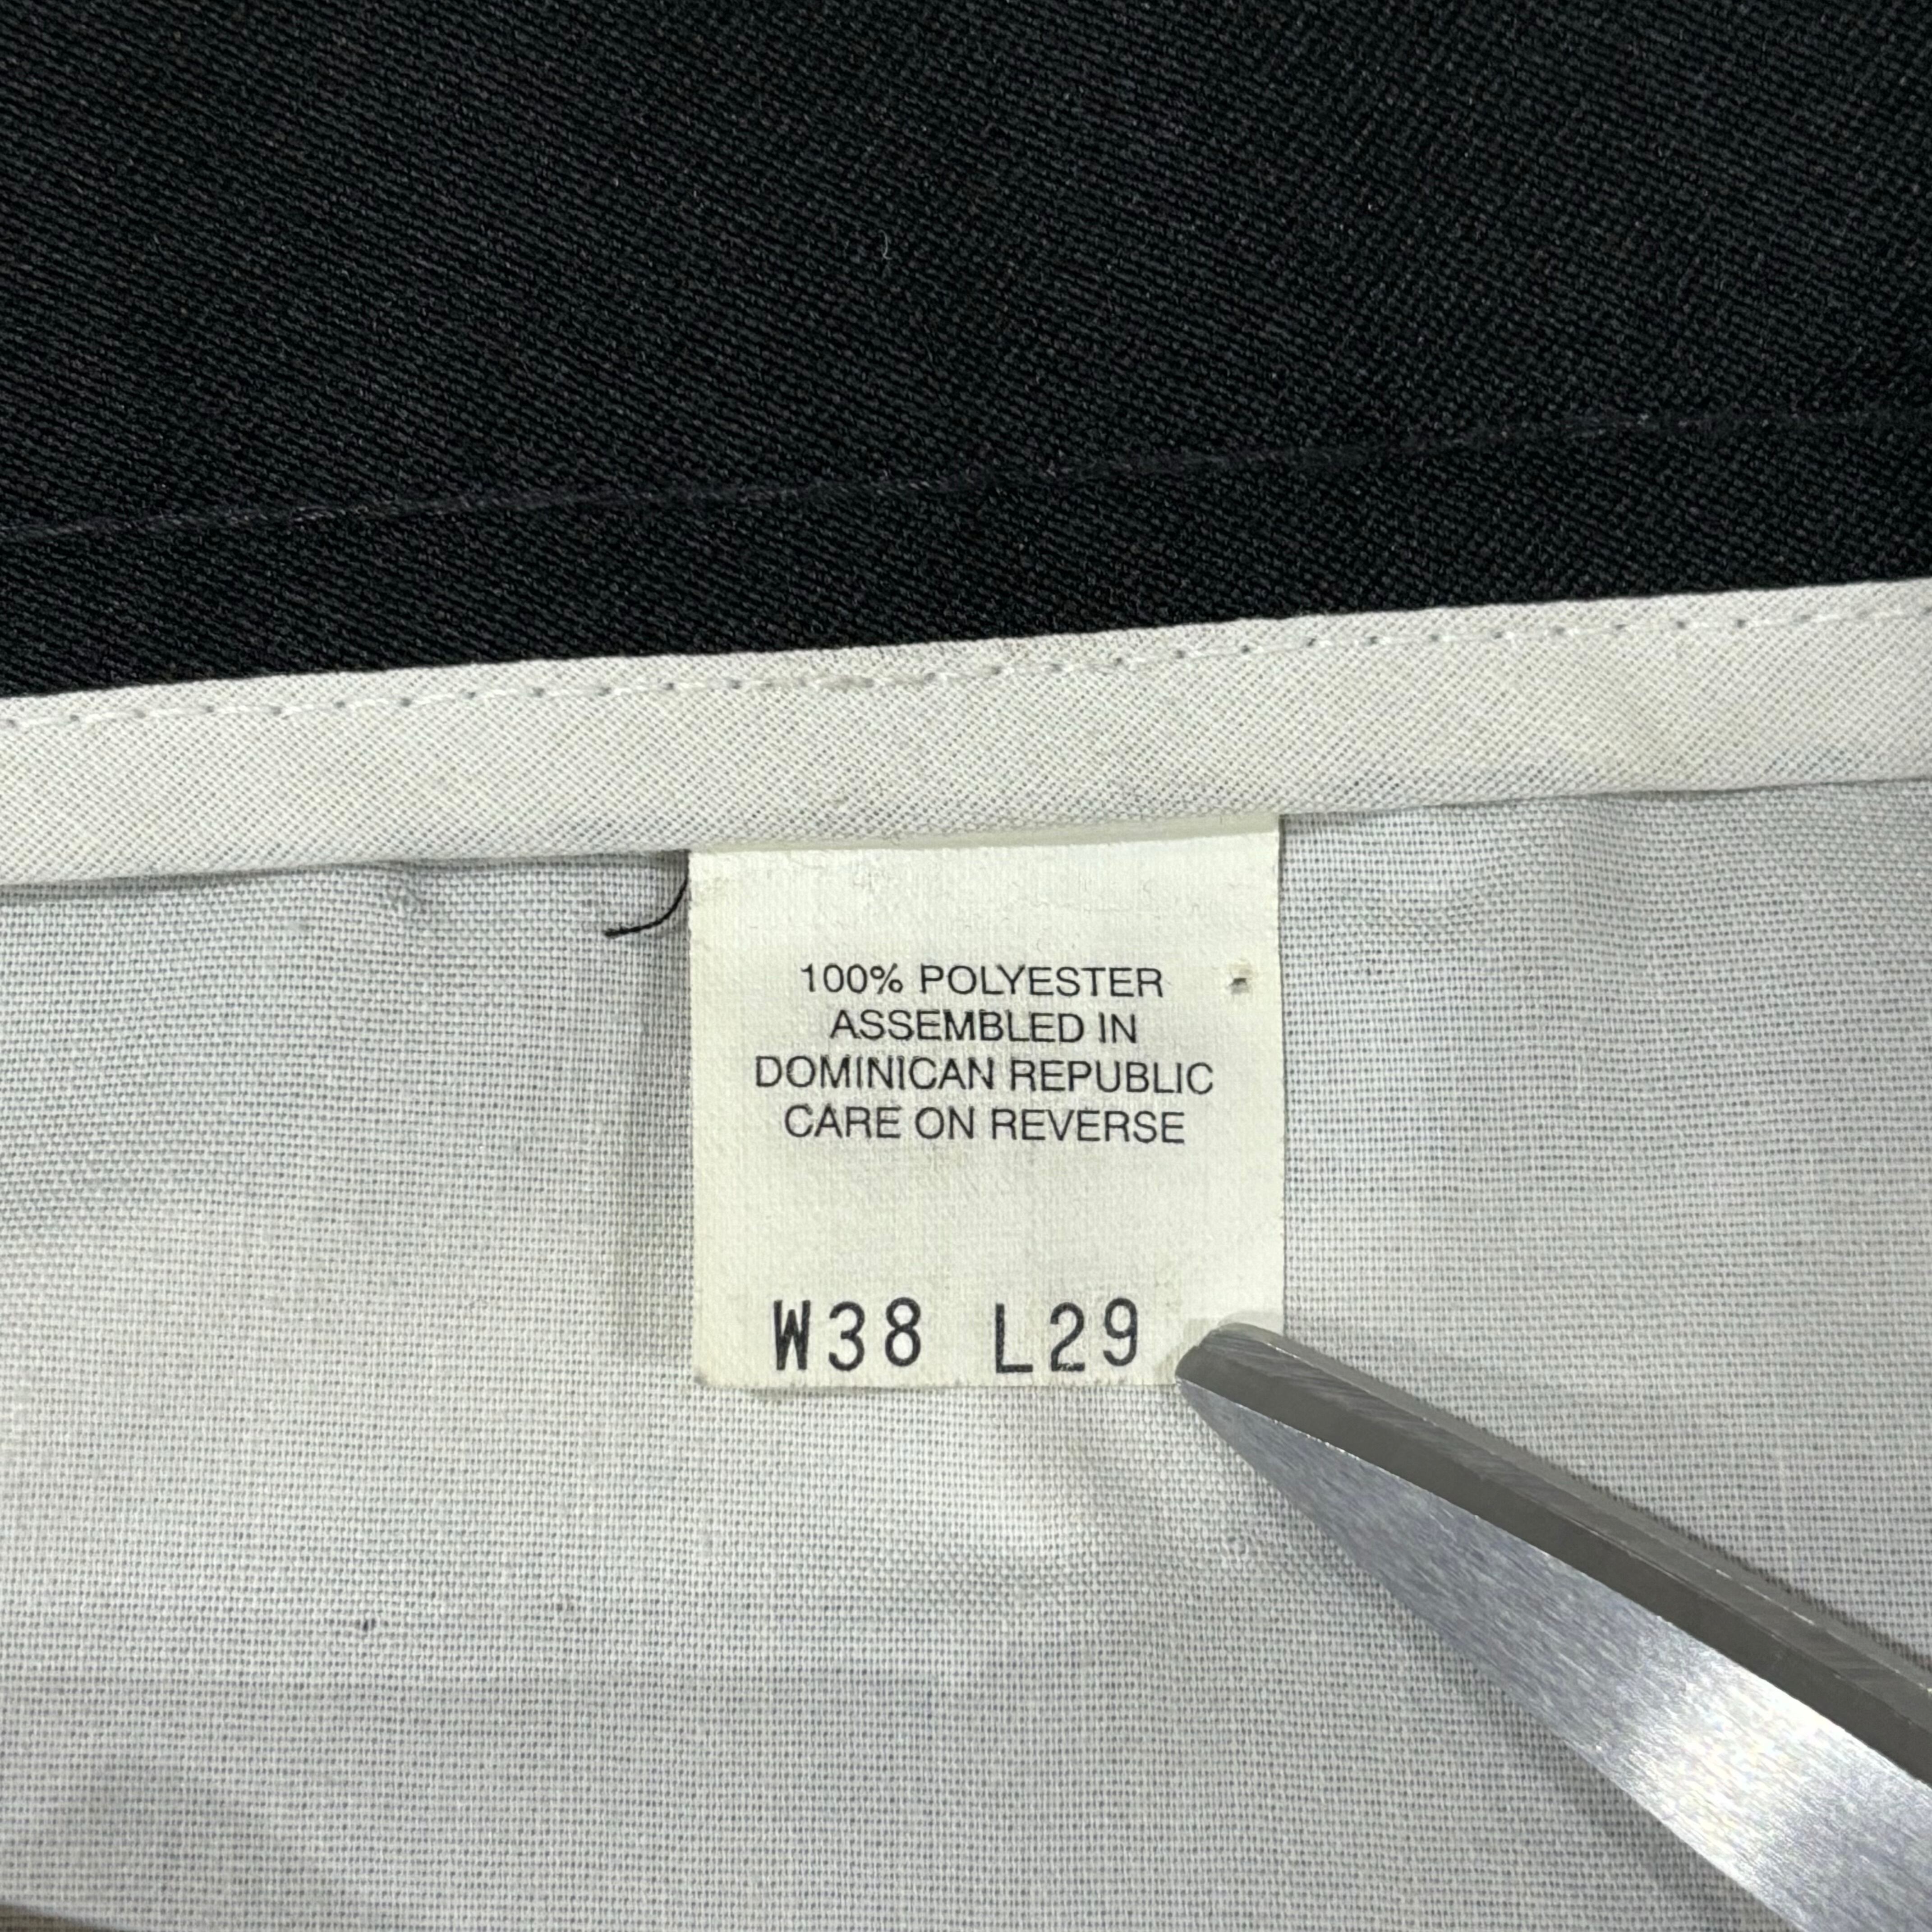 100% POLYESTER
ASSEMBLED IN
DOMINICAN REPUBLIC
CARE ON REVERSE
W38 L29